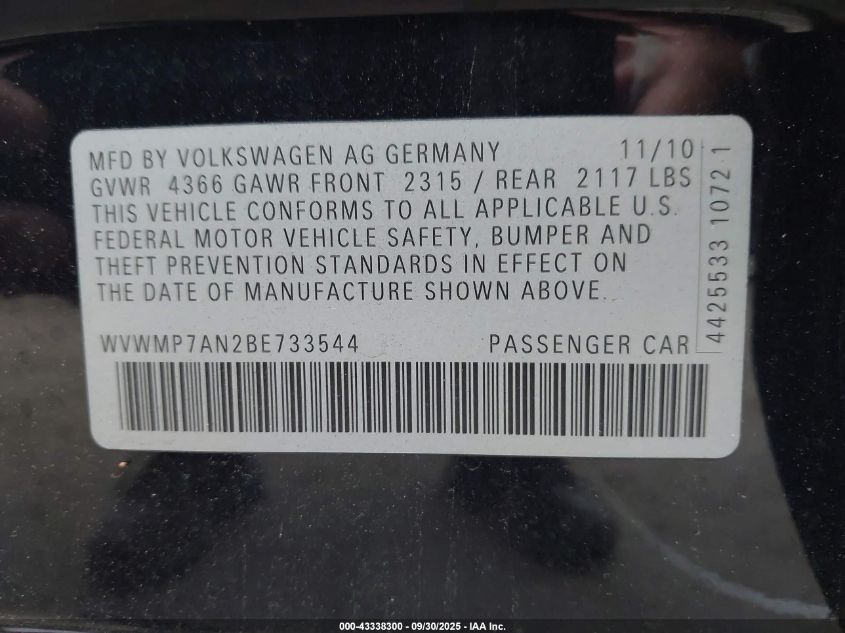 MFD BY VOLKSWAGEN AG GERMANY 11/10
GVWR 4366 GAWR FRONT 2315 / REAR 2117 LBS
THIS VEHICLE CONFORMS TO ALL APPLICABLE U.S.
FEDERAL MOTOR VEHICLE SAFETY, BUMPER AND
THEFT PREVENTION STANDARDS IN EFFECT ON
THE DATE OF MANUFACTURE SHOWN ABOVE.
WVWMP7AN2BE733544 PASSENGER CAR
4425533 1072 1
000-43338300 - 09/30/2025 - IAA Inc.